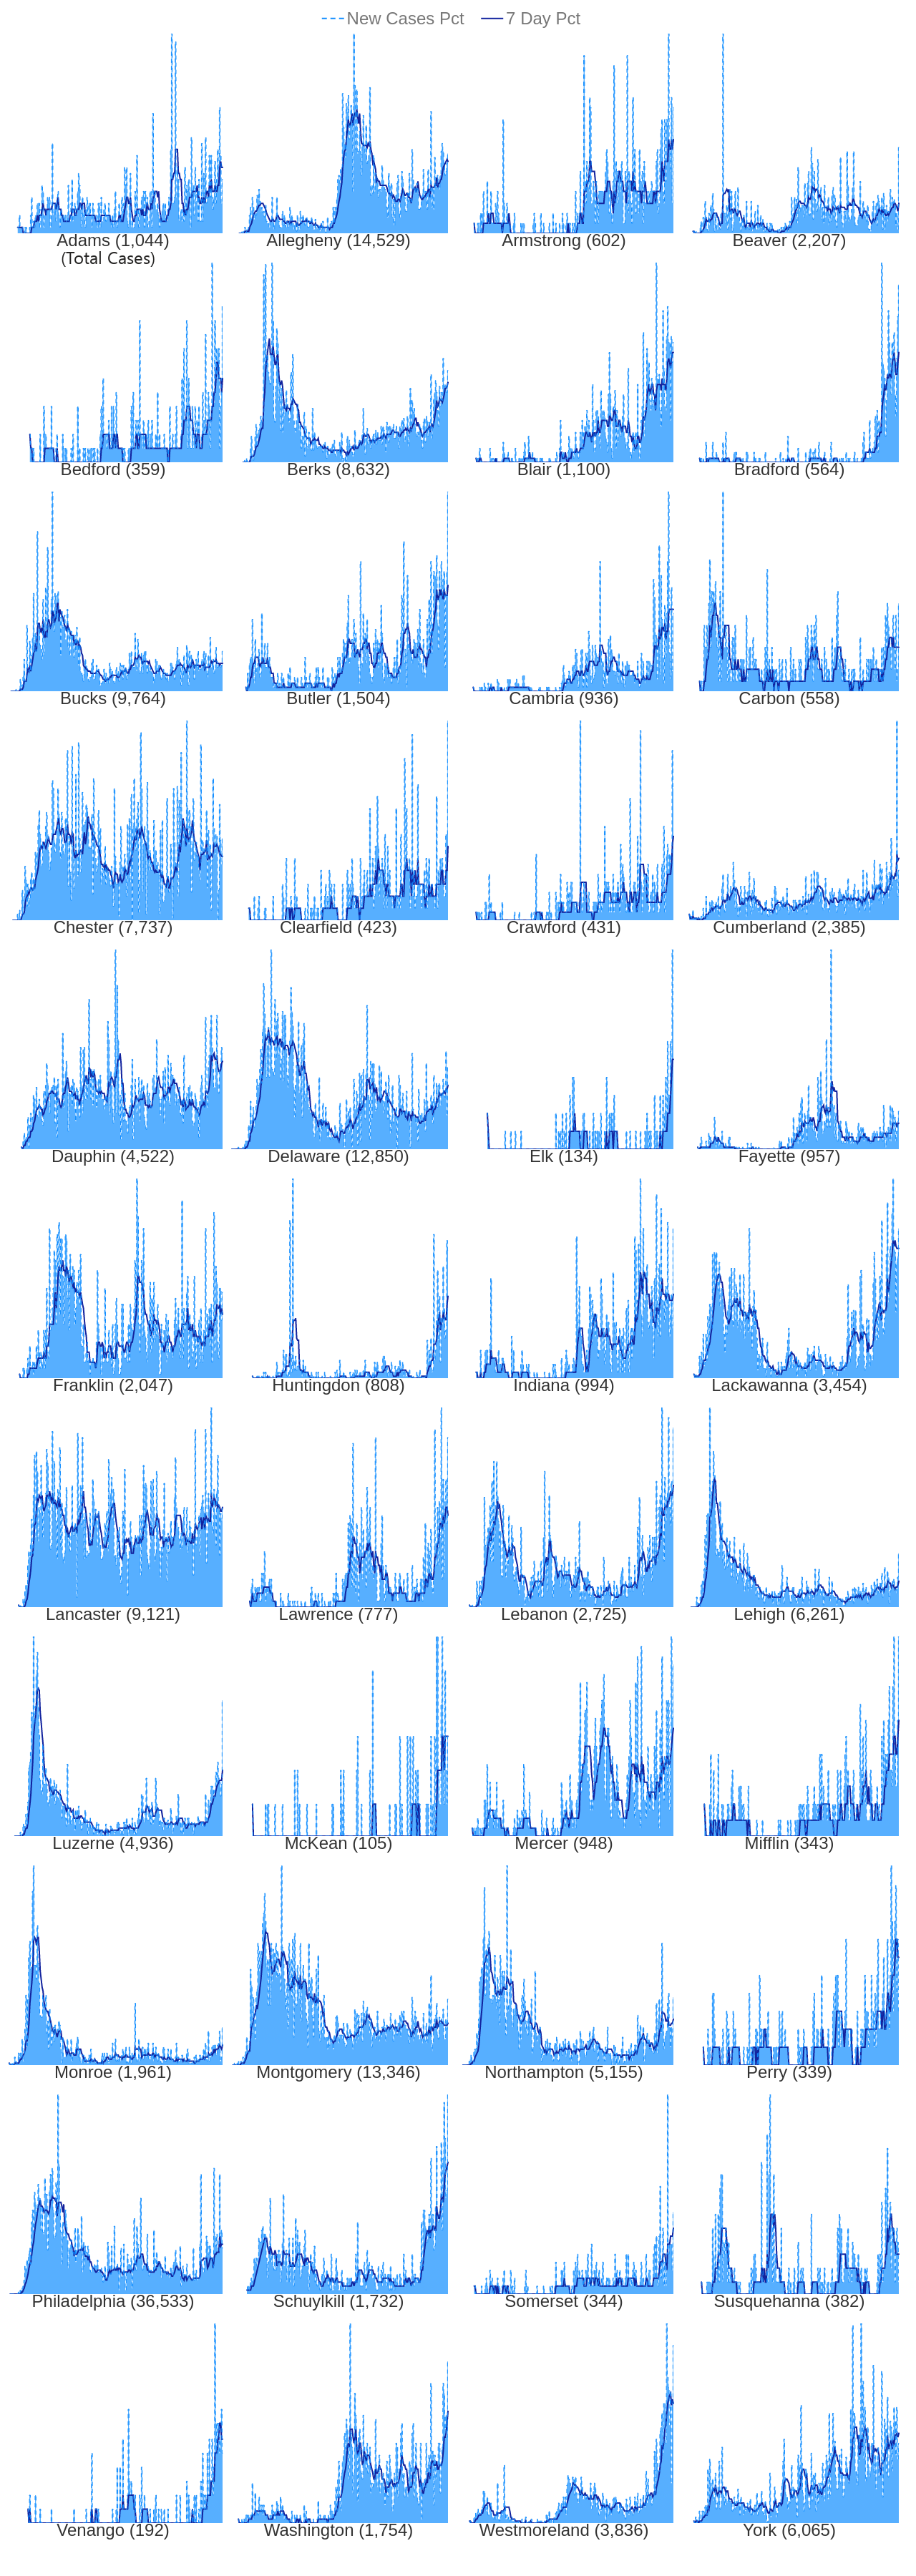 New Cases Pct 7 Day Pct
Adams (1,044) Allegheny (14,529) Armstrong (602) Beaver (2,207)
(Total Cases)
Bedford (359) Berks (8,632) Blair (1,100) Bradford (564)
Bucks (9,764) Butler (1,504) Cambria (936) Carbon (558)
Chester (7,737) Clearfield (423) Crawford (431) Cumberland (2,385)
Dauphin (4,522) Delaware (12,850) Elk (134) Fayette (957)
Franklin (2,047) Huntingdon (808) Indiana (994) Lackawanna (3,454)
Lancaster (9,121) Lawrence (777) Lebanon (2,725) Lehigh (6,261)
Luzerne (4,936) McKean (105) Mercer (948) Mifflin (343)
Monroe (1,961) Montgomery (13,346) Northampton (5,155) Perry (339)
Philadelphia (36,533) Schuylkill (1,732) Somerset (344) Susquehanna (382)
Venango (192) Washington (1,754) Westmoreland (3,836) York (6,065)